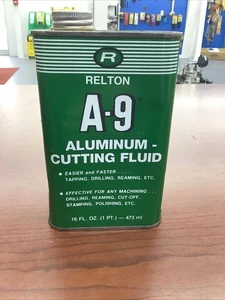 R
RELTON
A-9
ALUMINUM -
CUTTING FLUID
• EASIER and FASTER . . . .
TAPPING, DRILLING, REAMING, ETC.
• EFFECTIVE FOR ANY MACHINING . . .
DRILLING, REAMING, CUT-OFF,
STAMPING, POLISHING, ETC.
16 FL. OZ. (1 PT.) — 473 ml